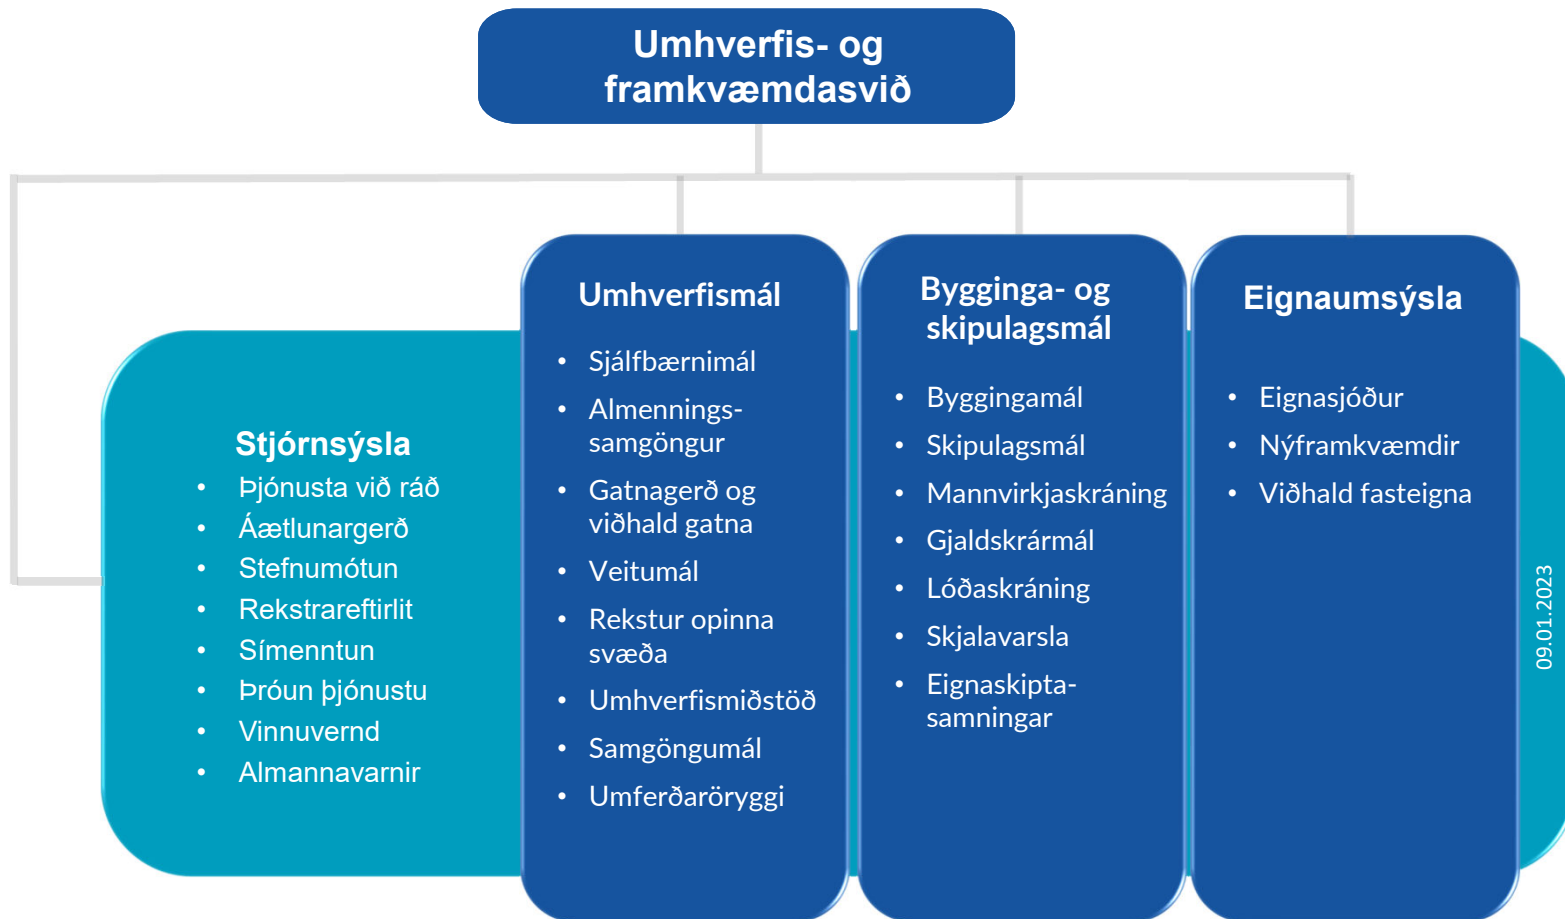 Umhverfis- og
framkvæmdasvið
Stjórnsýsla
• Þjónusta við ráð
• Áætlunargerð
• Stefnumótun
• Rekstrareftirlit
• Símenntun
• Þróun þjónustu
• Vinnuvernd
• Almannavarnir
Umhverfismál
• Sjálfbærnimál
• Almennings-
samgöngur
• Gatnagerð og
viðhald gatna
• Veitumál
• Rekstur opinna
svæða
• Umhverfismiðstöð
• Samgöngumál
• Umferðaröryggi
Bygginga- og
skipulagsmál
• Byggingamál
• Skipulagsmál
• Mannvirkjaskráning
• Gjaldskrármál
• Lóðaskráning
• Skjalavarsla
• Eignaskipta-
samningar
Eignaumsýsla
• Eignasjóður
• Nýframkvæmdir
• Viðhald fasteigna
09.01.2023